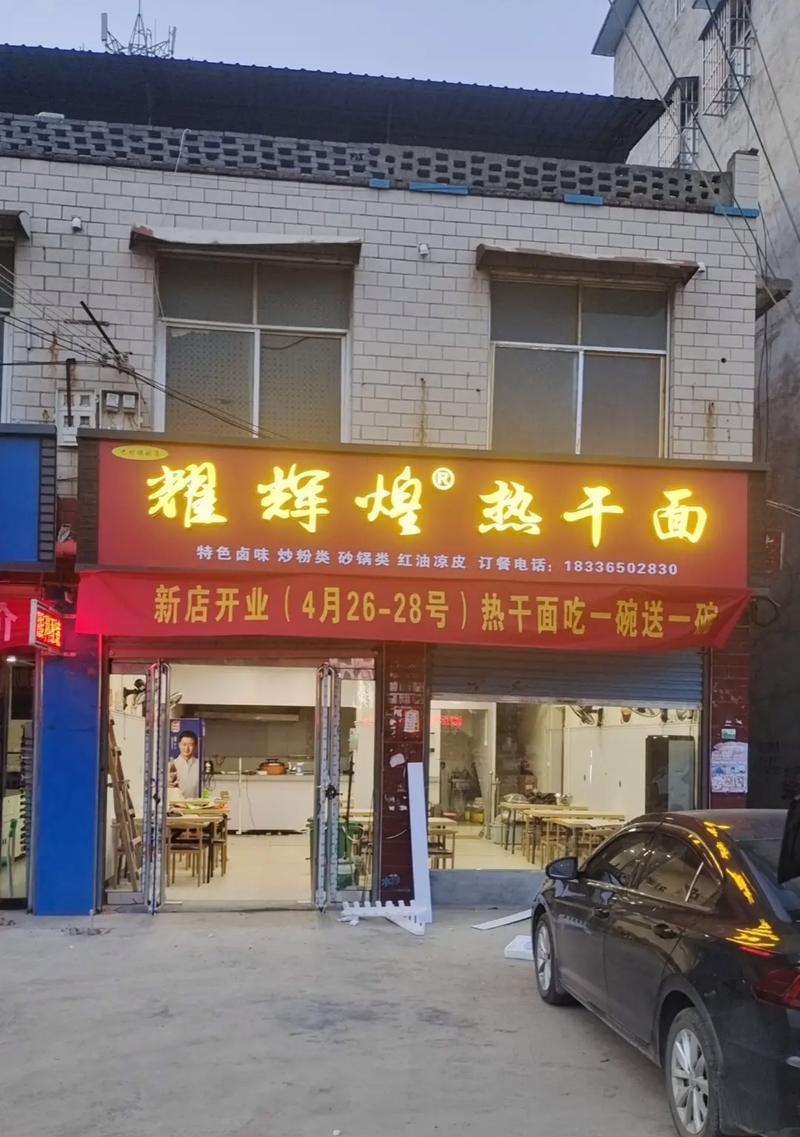 耀辉煌®热干面
特色卤味 炒粉类 砂锅类 红油凉皮 订餐电话：18336502830
新店开业（4月26-28号）热干面吃一碗送一碗